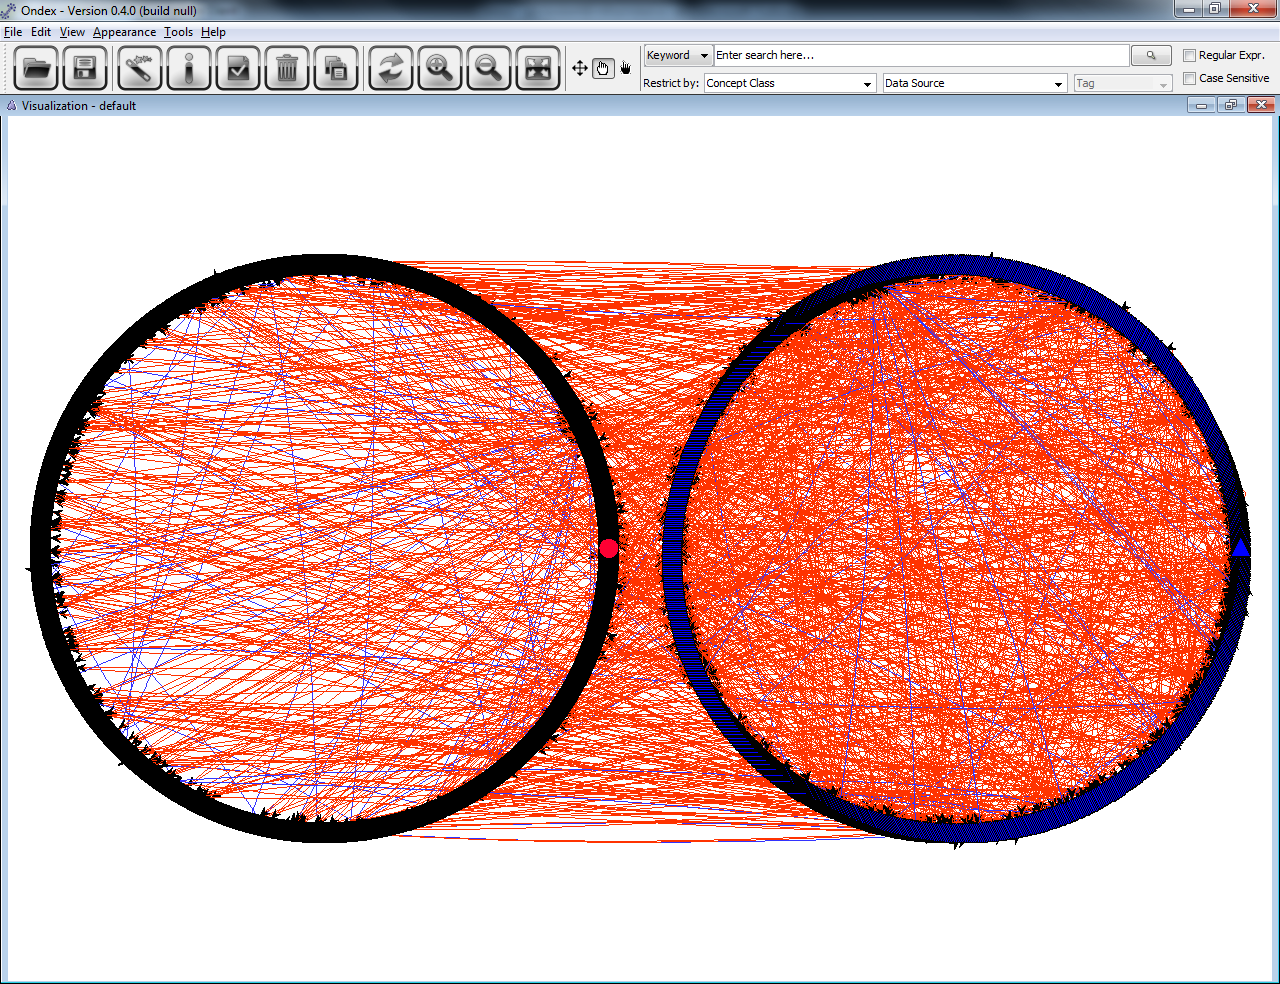 Ondex - Version 0.4.0 (build null)
File Edit View Appearance Tools Help
Keyword Enter search here... Regular Expr.
Restrict by: Concept Class Data Source Tag Case Sensitive
Visualization - default